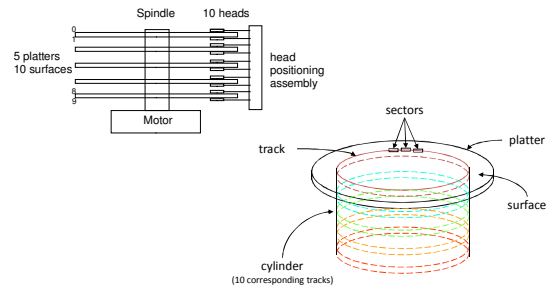 Spindle
10 heads
0
1
5 platters
10 surfaces
head
positioning
assembly
8
9
Motor
sectors
track
platter
surface
cylinder
(10 corresponding tracks)